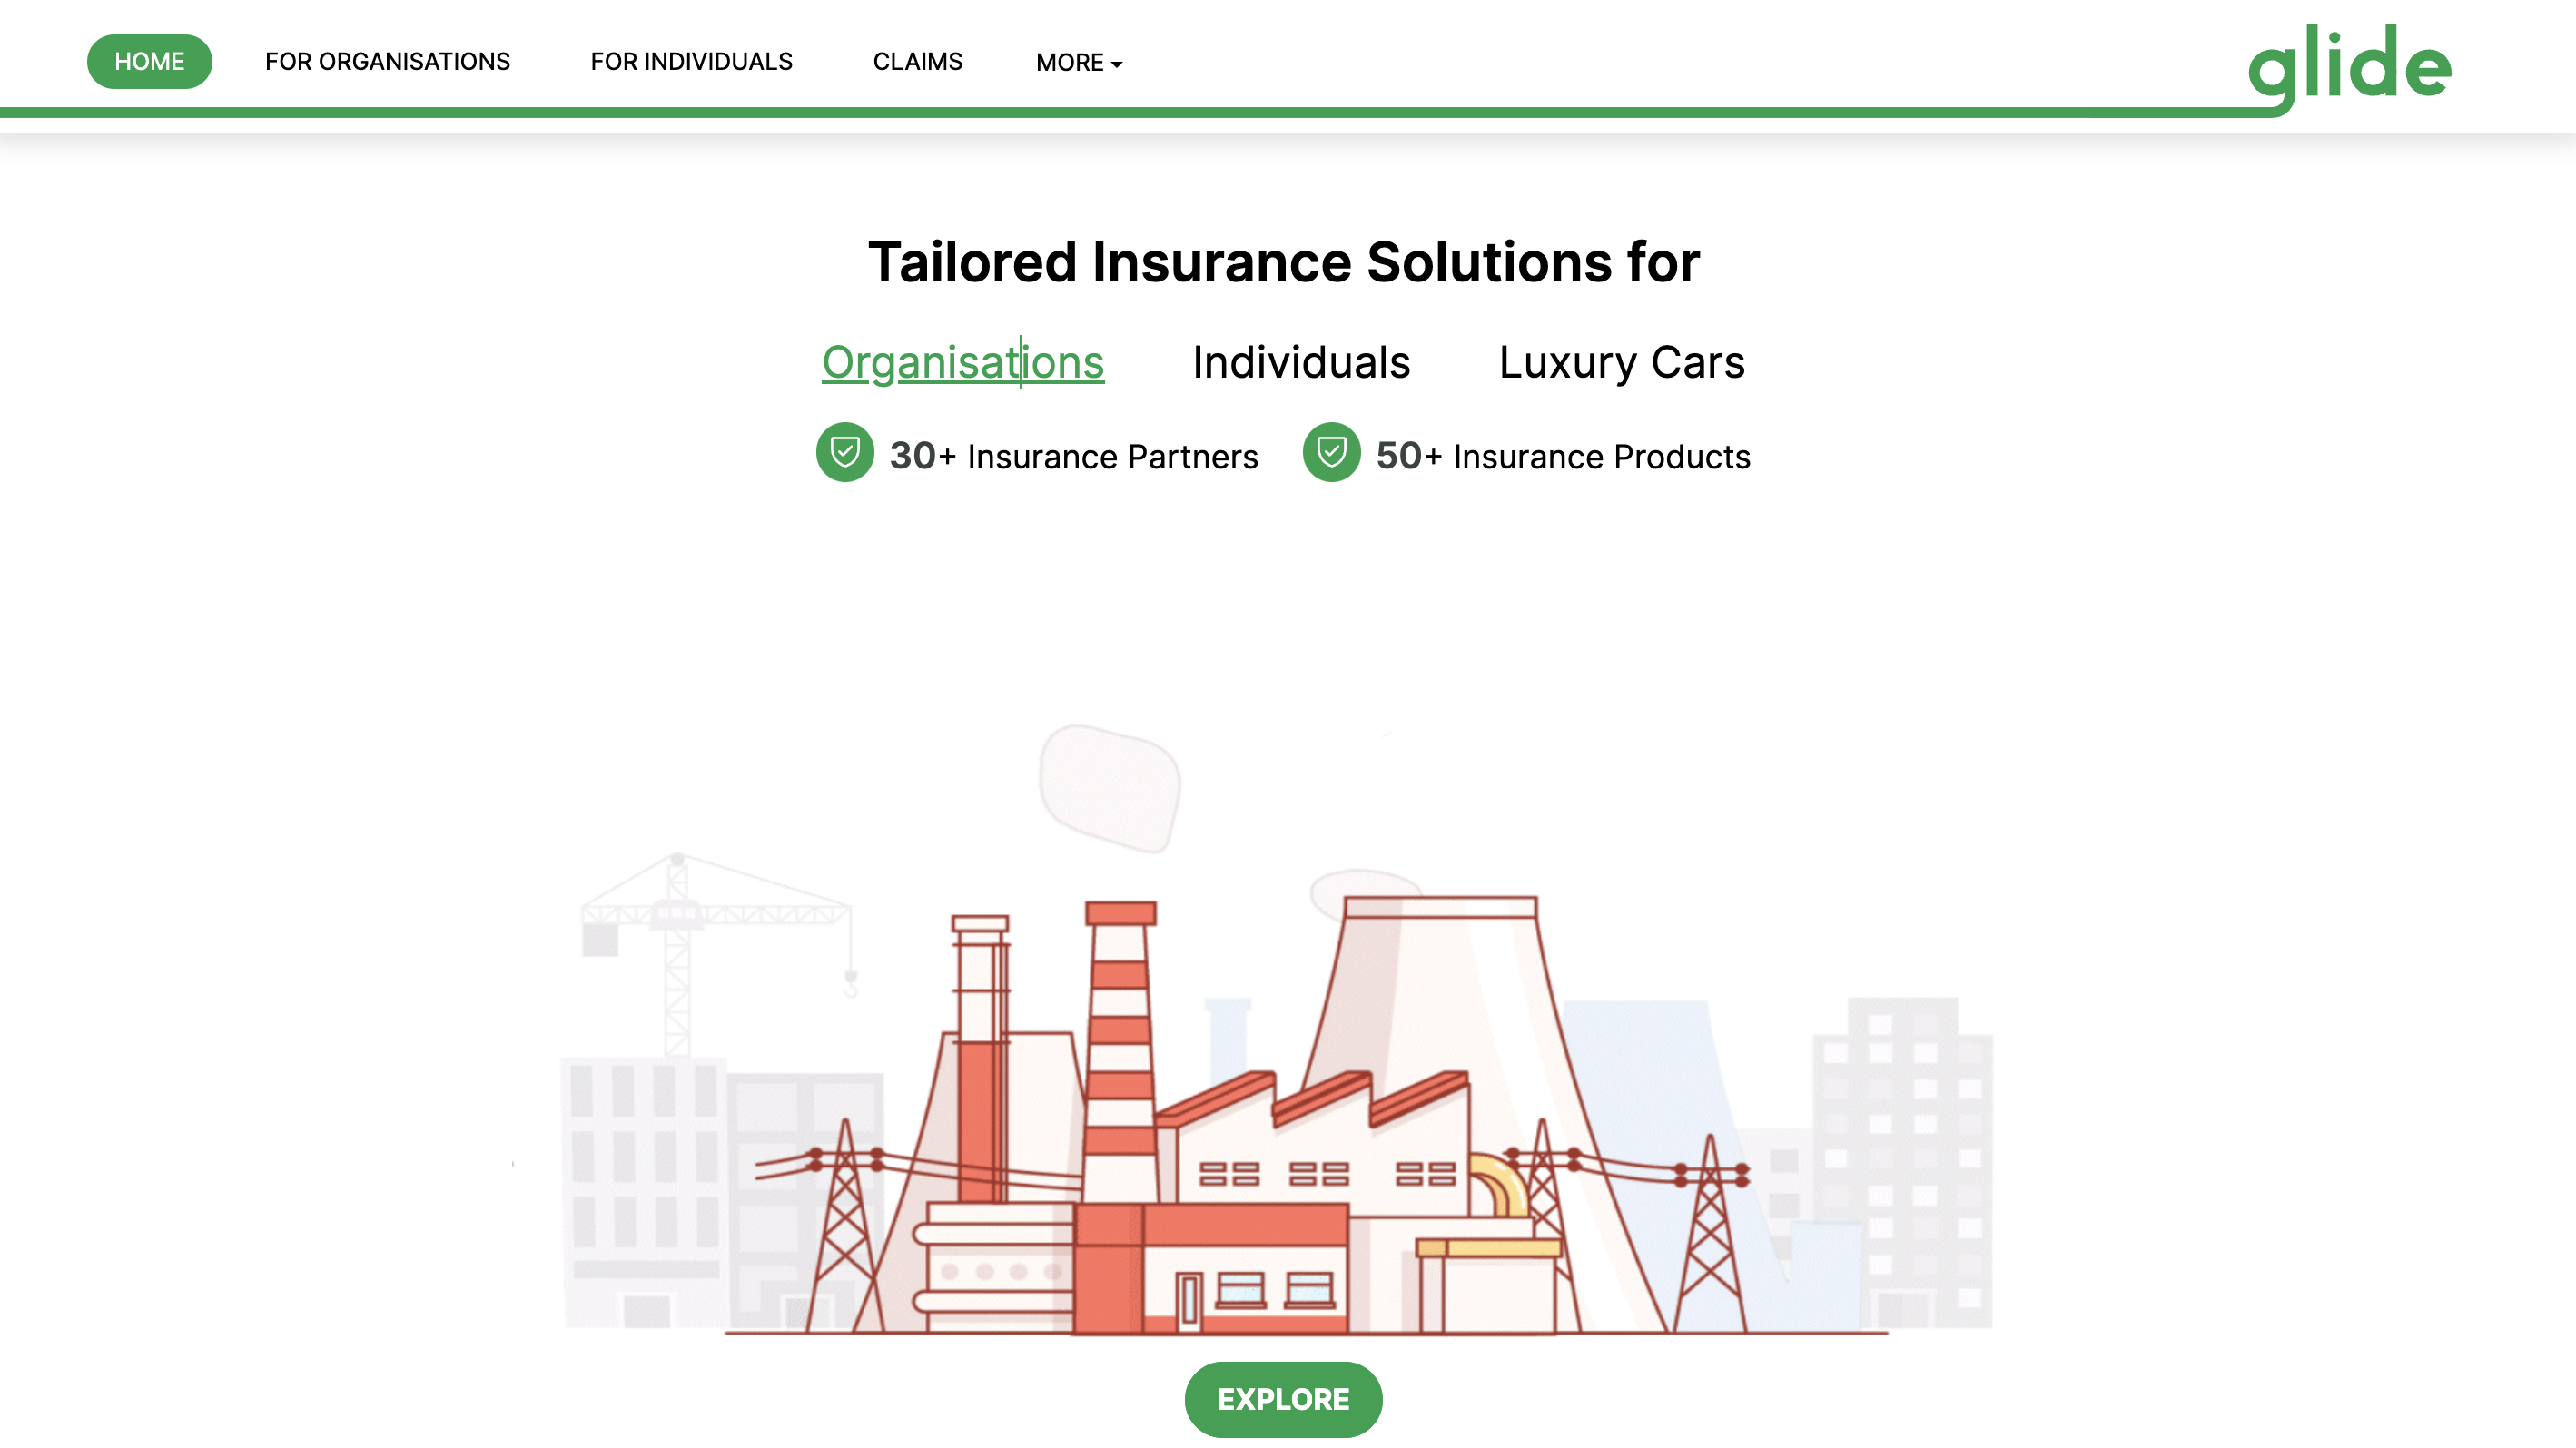 HOME FOR ORGANISATIONS FOR INDIVIDUALS CLAIMS MORE
glide
Tailored Insurance Solutions for
Organisations Individuals Luxury Cars
30+ Insurance Partners 50+ Insurance Products
EXPLORE